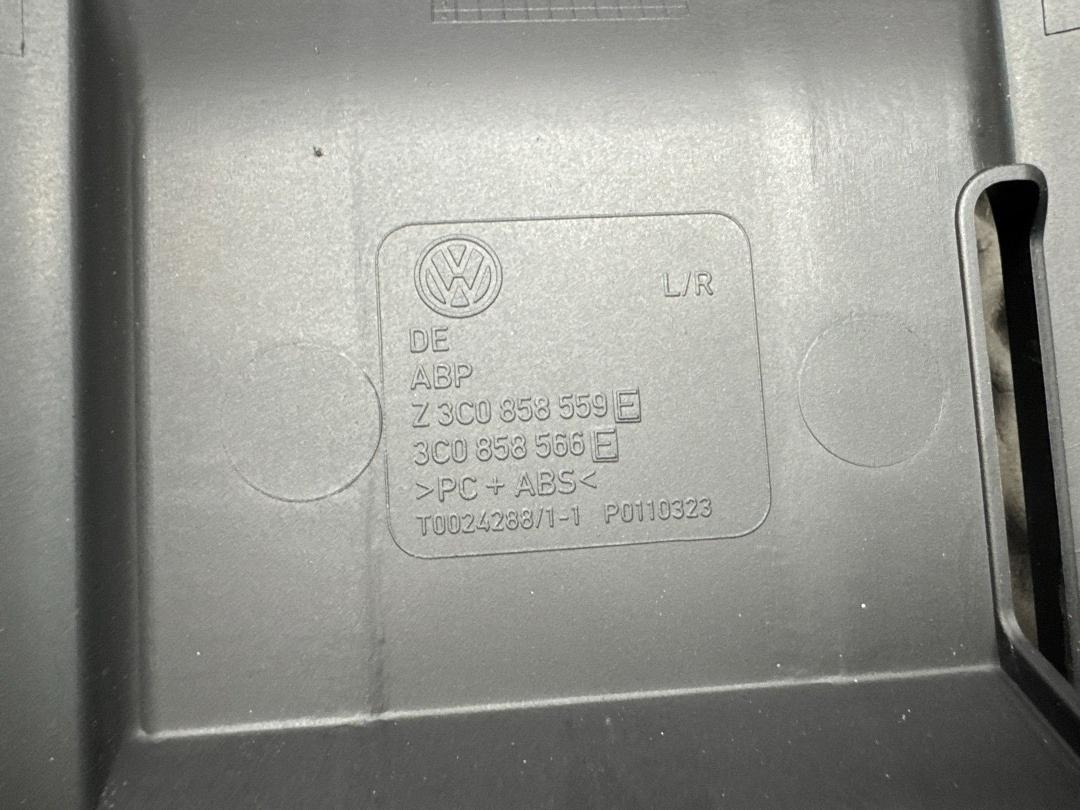 L/R
DE
ABP
Z 3C0 858 559 E
3C0 858 566 E
>PC + ABS<
T0024288/1-1 P0110323